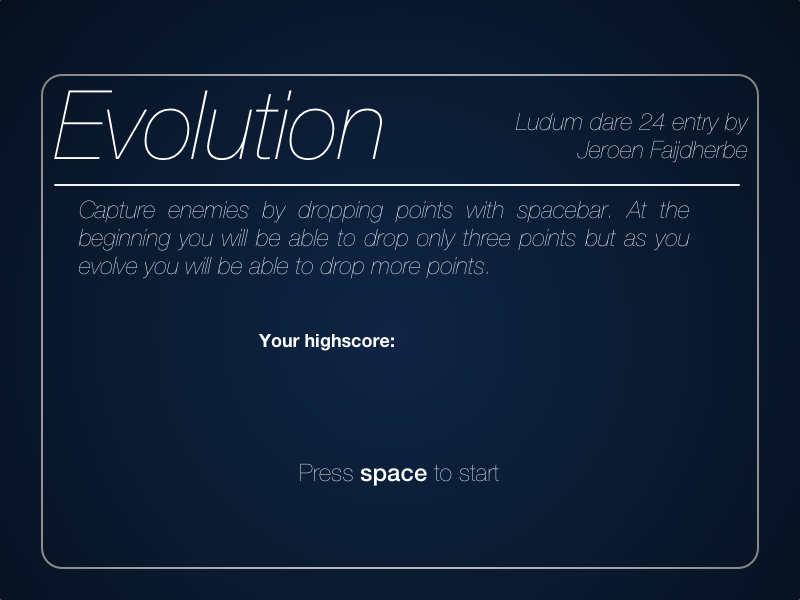 Evolution
Ludum dare 24 entry by
Jeroen Faijdherbe
Capture enemies by dropping points with spacebar. At the
beginning you will be able to drop only three points but as you
evolve you will be able to drop more points.
Your highscore:
Press space to start